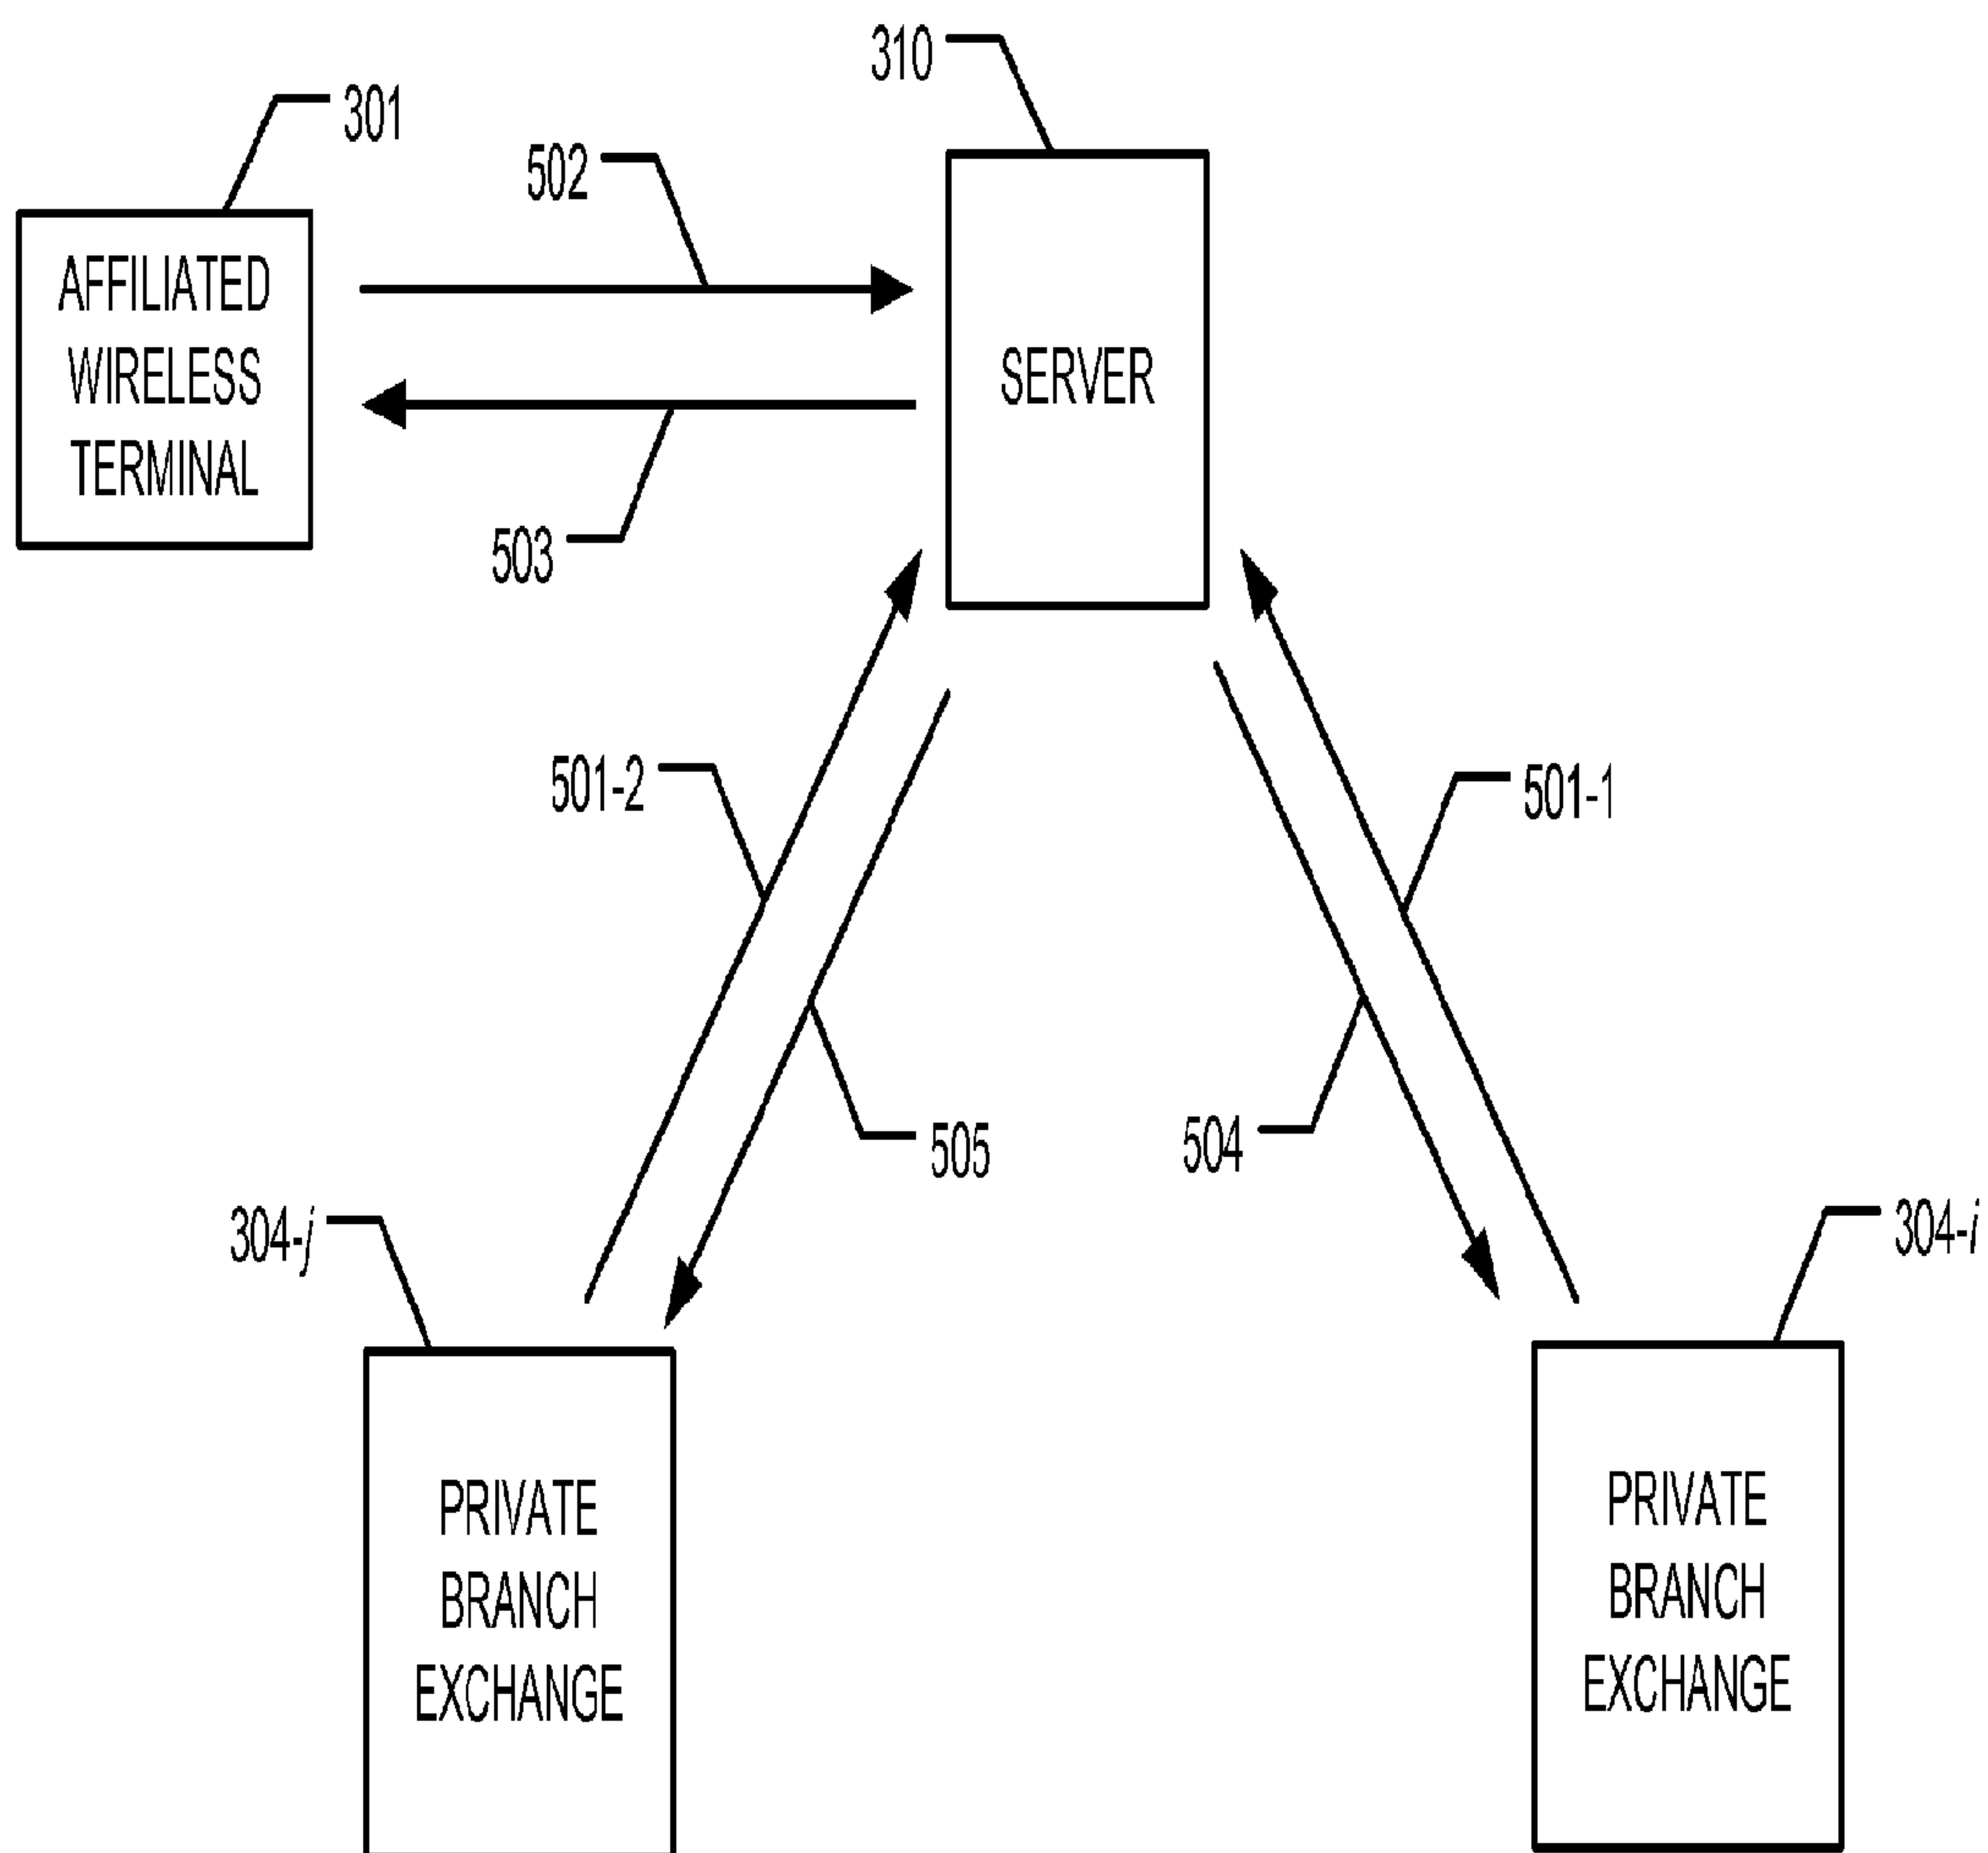 310
301
502
AFFILIATED
WIRELESS
TERMINAL
SERVER
503
501-2
501-1
505
504
304-j
304-i
PRIVATE
BRANCH
EXCHANGE
PRIVATE
BRANCH
EXCHANGE